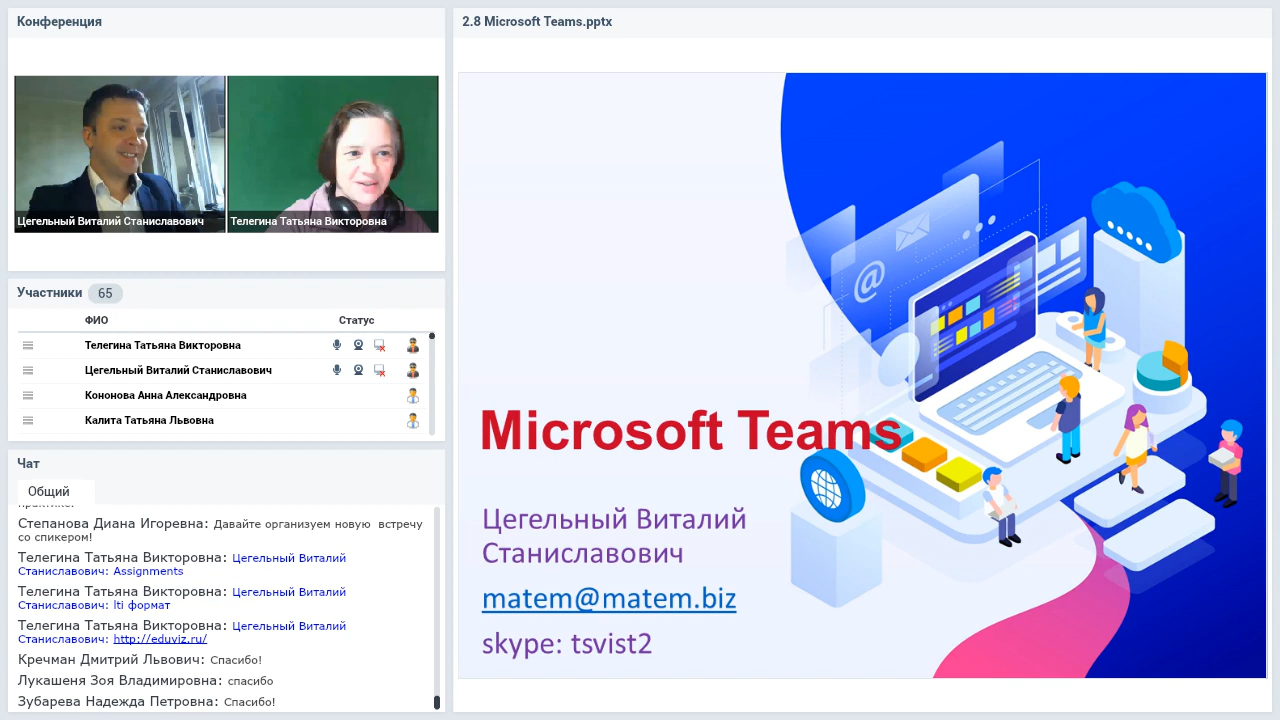 Конференция
Цегельный Виталий Станиславович
Телегина Татьяна Викторовна
Участники 65
ФИО Статус
Телегина Татьяна Викторовна
Цегельный Виталий Станиславович
Кононова Анна Александровна
Калита Татьяна Львовна
Чат
Общий
Степанова Диана Игоревна: Давайте организуем новую встречу
со спикером!
Телегина Татьяна Викторовна: Цегельный Виталий
Станиславович: Assignments
Телегина Татьяна Викторовна: Цегельный Виталий
Станиславович: lti формат
Телегина Татьяна Викторовна: Цегельный Виталий
Станиславович: http://eduviz.ru/
Кречман Дмитрий Львович: Спасибо!
Лукашеня Зоя Владимировна: спасибо
Зубарева Надежда Петровна: Спасибо!
2.8 Microsoft Teams.pptx
@
Microsoft Teams
Цегельный Виталий
Станиславович
matem@matem.biz
skype: tsvist2